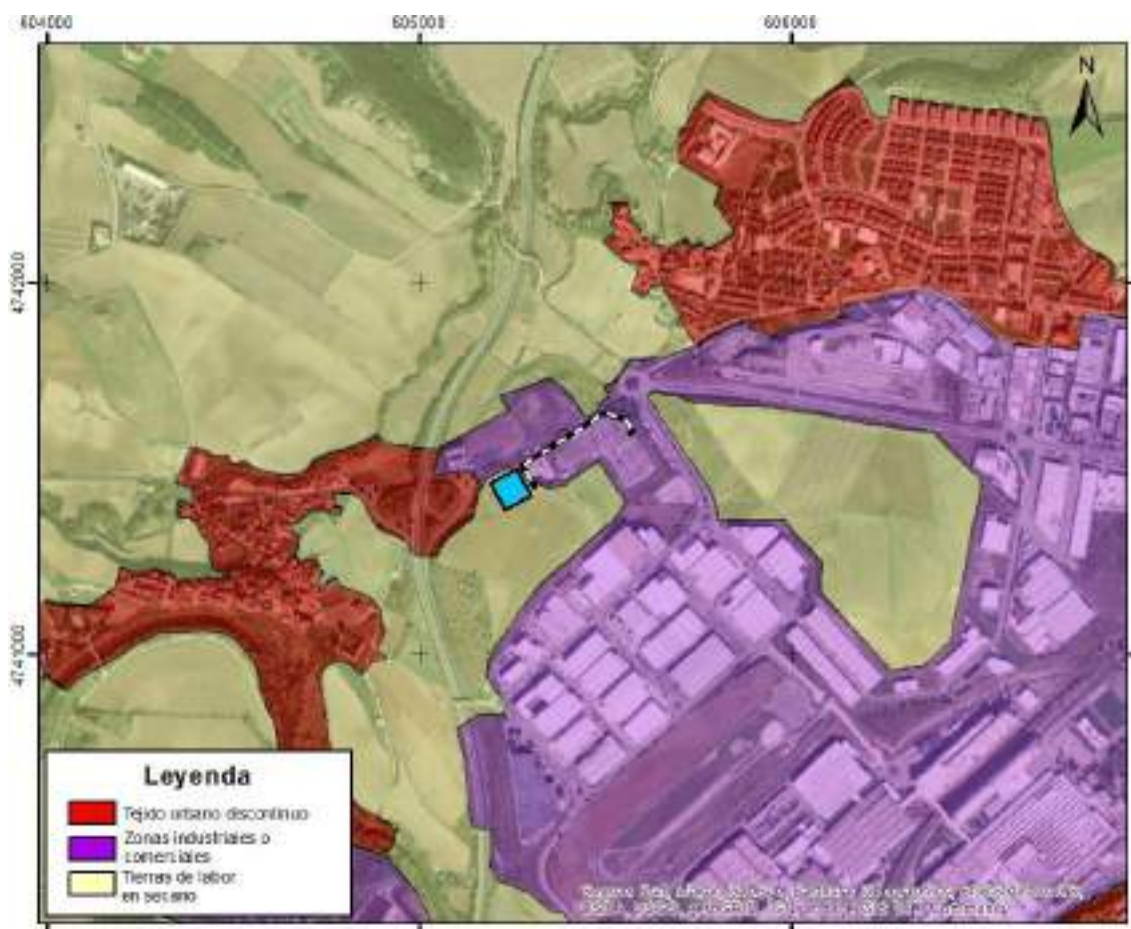 604000 605000 606000
N
4742000
4741000
Leyenda
Tejido urbano discontinuo
Zonas industriales o
comerciales
Tierras de labor
en secano